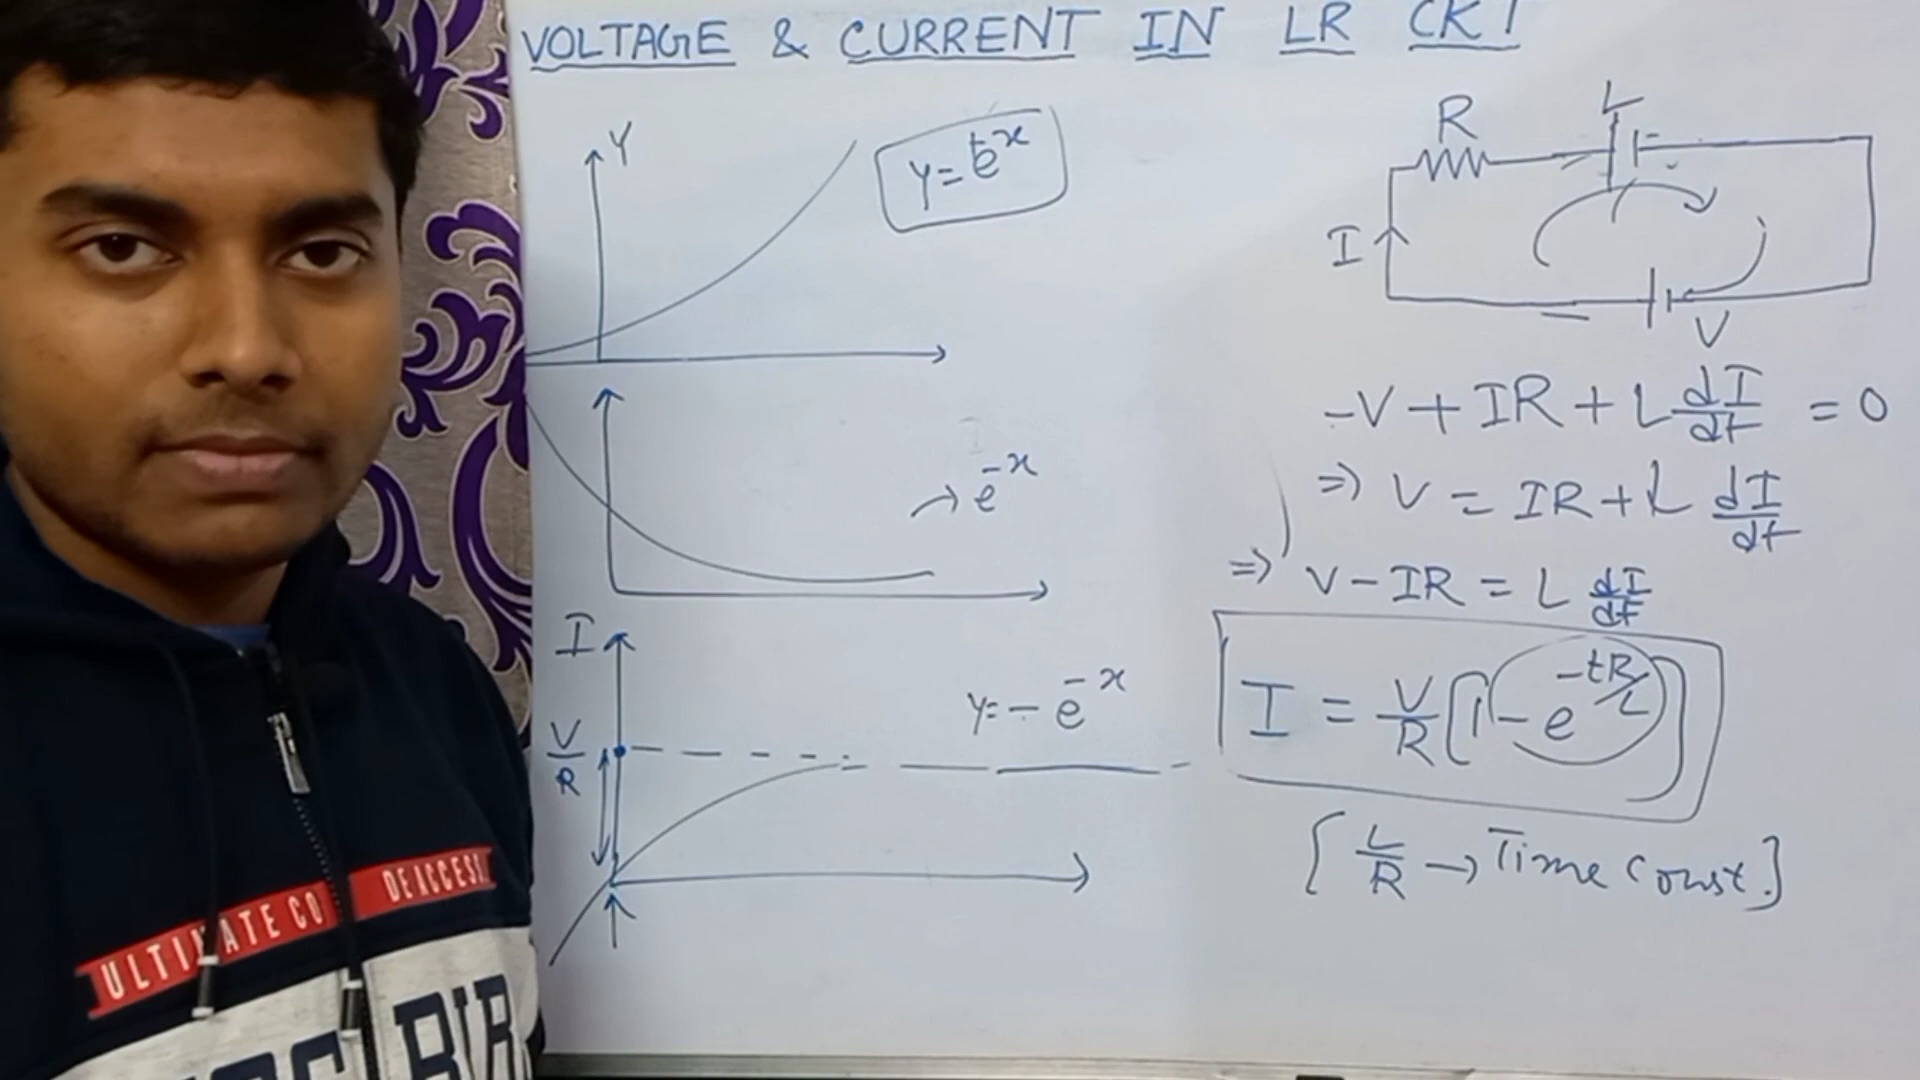 VOLTAGE & CURRENT IN LR CKT
Y
y = e^x
e^-x
I
V/R
y = - e^-x
R
L
I
V
-V + IR + L dI/dt = 0
⇒ V = IR + L dI/dt
⇒ V - IR = L dI/dt
I = V/R [1 - e^-tR/L]
[L/R → Time Const.]
ULTIMATE CO
DE ACCESS